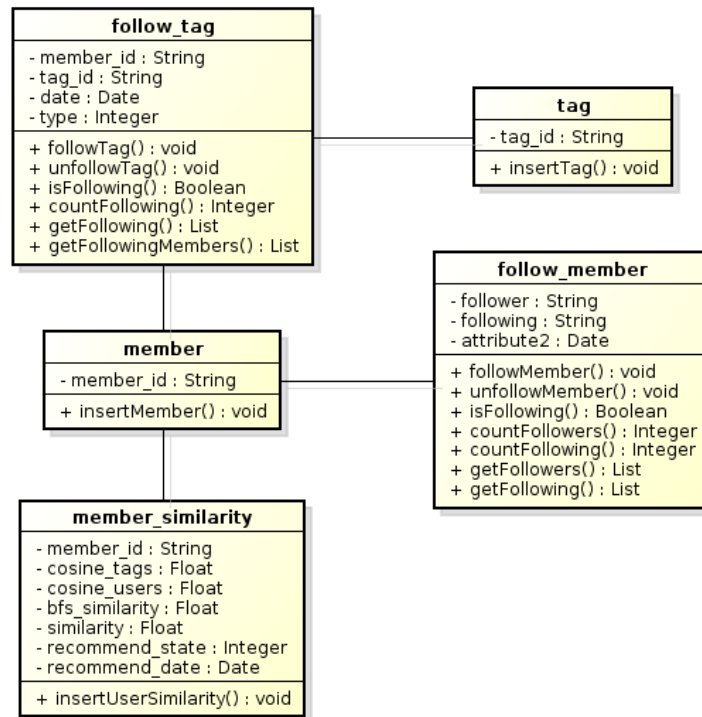 follow_tag
- member_id : String
- tag_id : String
- date : Date
- type : Integer
+ followTag() : void
+ unfollowTag() : void
+ isFollowing() : Boolean
+ countFollowing() : Integer
+ getFollowing() : List
+ getFollowingMembers() : List
tag
- tag_id : String
+ insertTag() : void
follow_member
- follower : String
- following : String
- attribute2 : Date
+ followMember() : void
+ unfollowMember() : void
+ isFollowing() : Boolean
+ countFollowers() : Integer
+ countFollowing() : Integer
+ getFollowers() : List
+ getFollowing() : List
member
- member_id : String
+ insertMember() : void
member_similarity
- member_id : String
- cosine_tags : Float
- cosine_users : Float
- bfs_similarity : Float
- similarity : Float
- recommend_state : Integer
- recommend_date : Date
+ insertUserSimilarity() : void